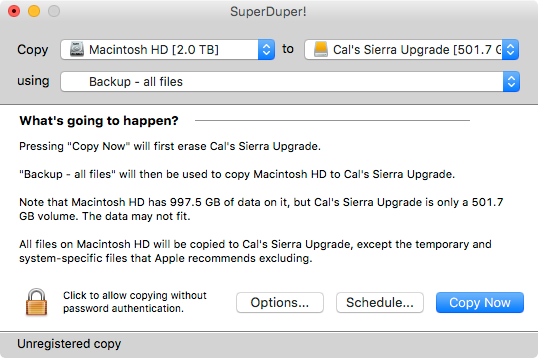 SuperDuper!
Copy Macintosh HD [2.0 TB] to Cal's Sierra Upgrade [501.7 G
using Backup - all files
What's going to happen?
Pressing "Copy Now" will first erase Cal's Sierra Upgrade.
"Backup - all files" will then be used to copy Macintosh HD to Cal's Sierra Upgrade.
Note that Macintosh HD has 997.5 GB of data on it, but Cal's Sierra Upgrade is only a 501.7
GB volume. The data may not fit.
All files on Macintosh HD will be copied to Cal's Sierra Upgrade, except the temporary and
system-specific files that Apple recommends excluding.
Click to allow copying without
password authentication.
Options... Schedule... Copy Now
Unregistered copy